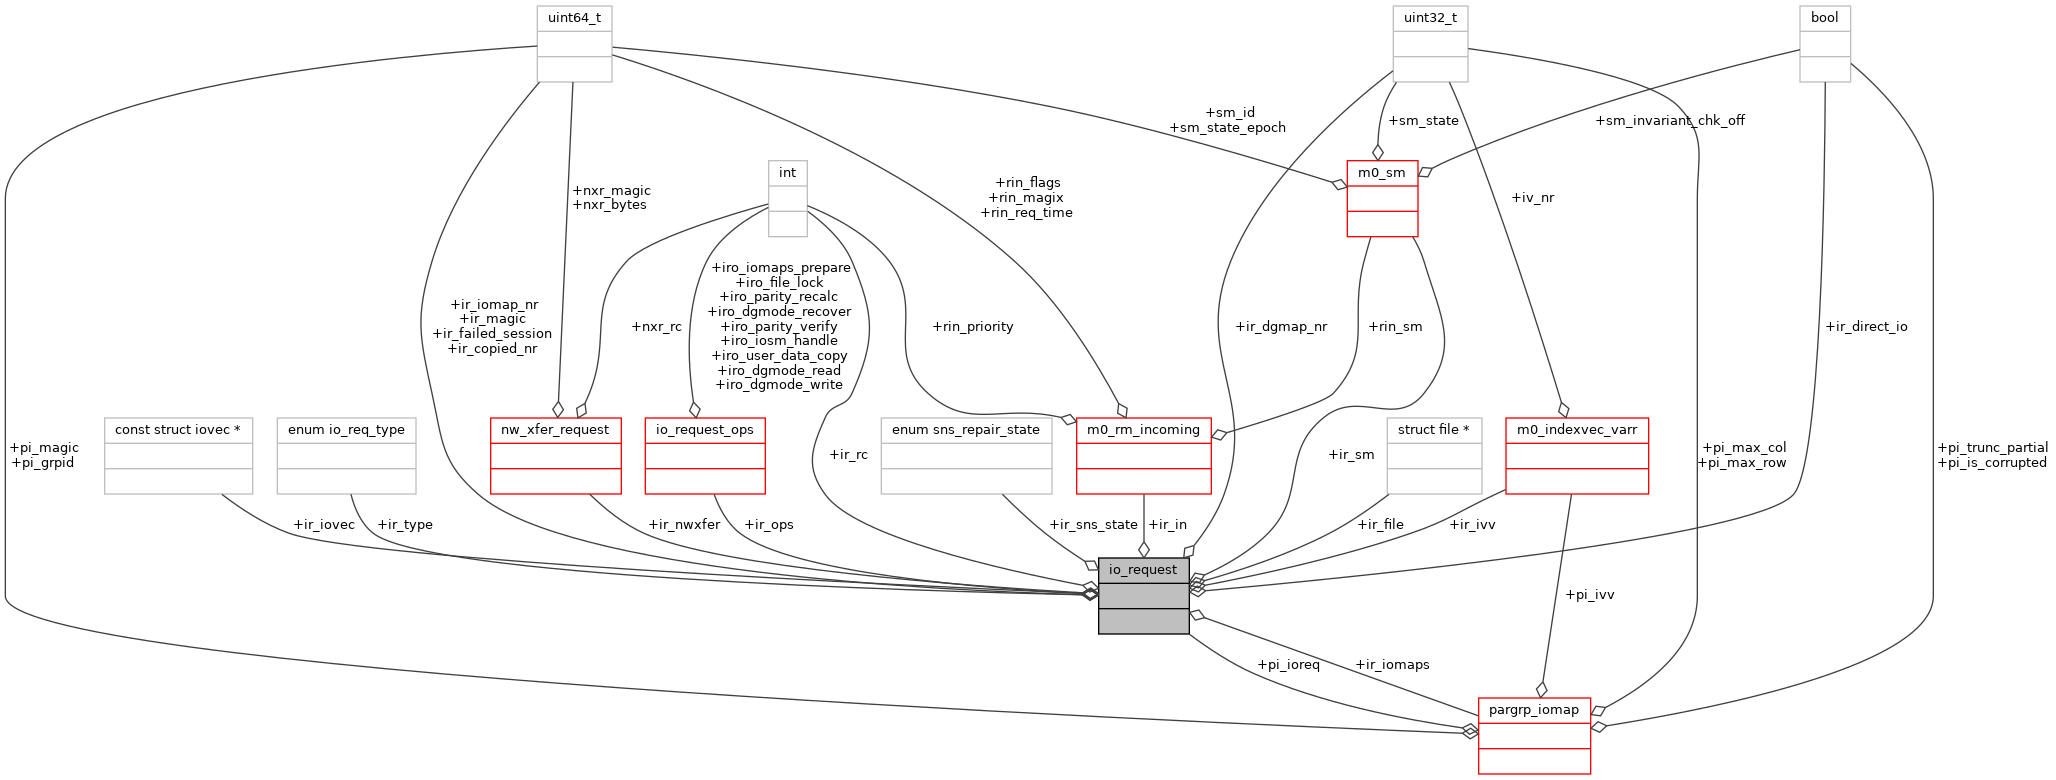 uint64_t
uint32_t
bool
+sm_id
+sm_state_epoch
+sm_state
+sm_invariant_chk_off
int
m0_sm
+nxr_magic
+nxr_bytes
+rin_flags
+rin_magix
+rin_req_time
+iv_nr
+ir_iomap_nr
+ir_magic
+ir_failed_session
+ir_copied_nr
+nxr_rc
+iro_iomaps_prepare
+iro_file_lock
+iro_parity_recalc
+iro_dgmode_recover
+iro_parity_verify
+iro_iosm_handle
+iro_user_data_copy
+iro_dgmode_read
+iro_dgmode_write
+rin_priority
+ir_dgmap_nr
+rin_sm
+ir_direct_io
+pi_magic
+pi_grpid
const struct iovec *
enum io_req_type
nw_xfer_request
io_request_ops
+ir_rc
enum sns_repair_state
m0_rm_incoming
+ir_sm
struct file *
m0_indexvec_varr
+pi_max_col
+pi_max_row
+pi_trunc_partial
+pi_is_corrupted
+ir_iovec
+ir_type
+ir_nwxfer
+ir_ops
+ir_sns_state
+ir_in
+ir_file
+ir_ivv
io_request
+pi_ivv
+pi_ioreq
+ir_iomaps
pargrp_iomap